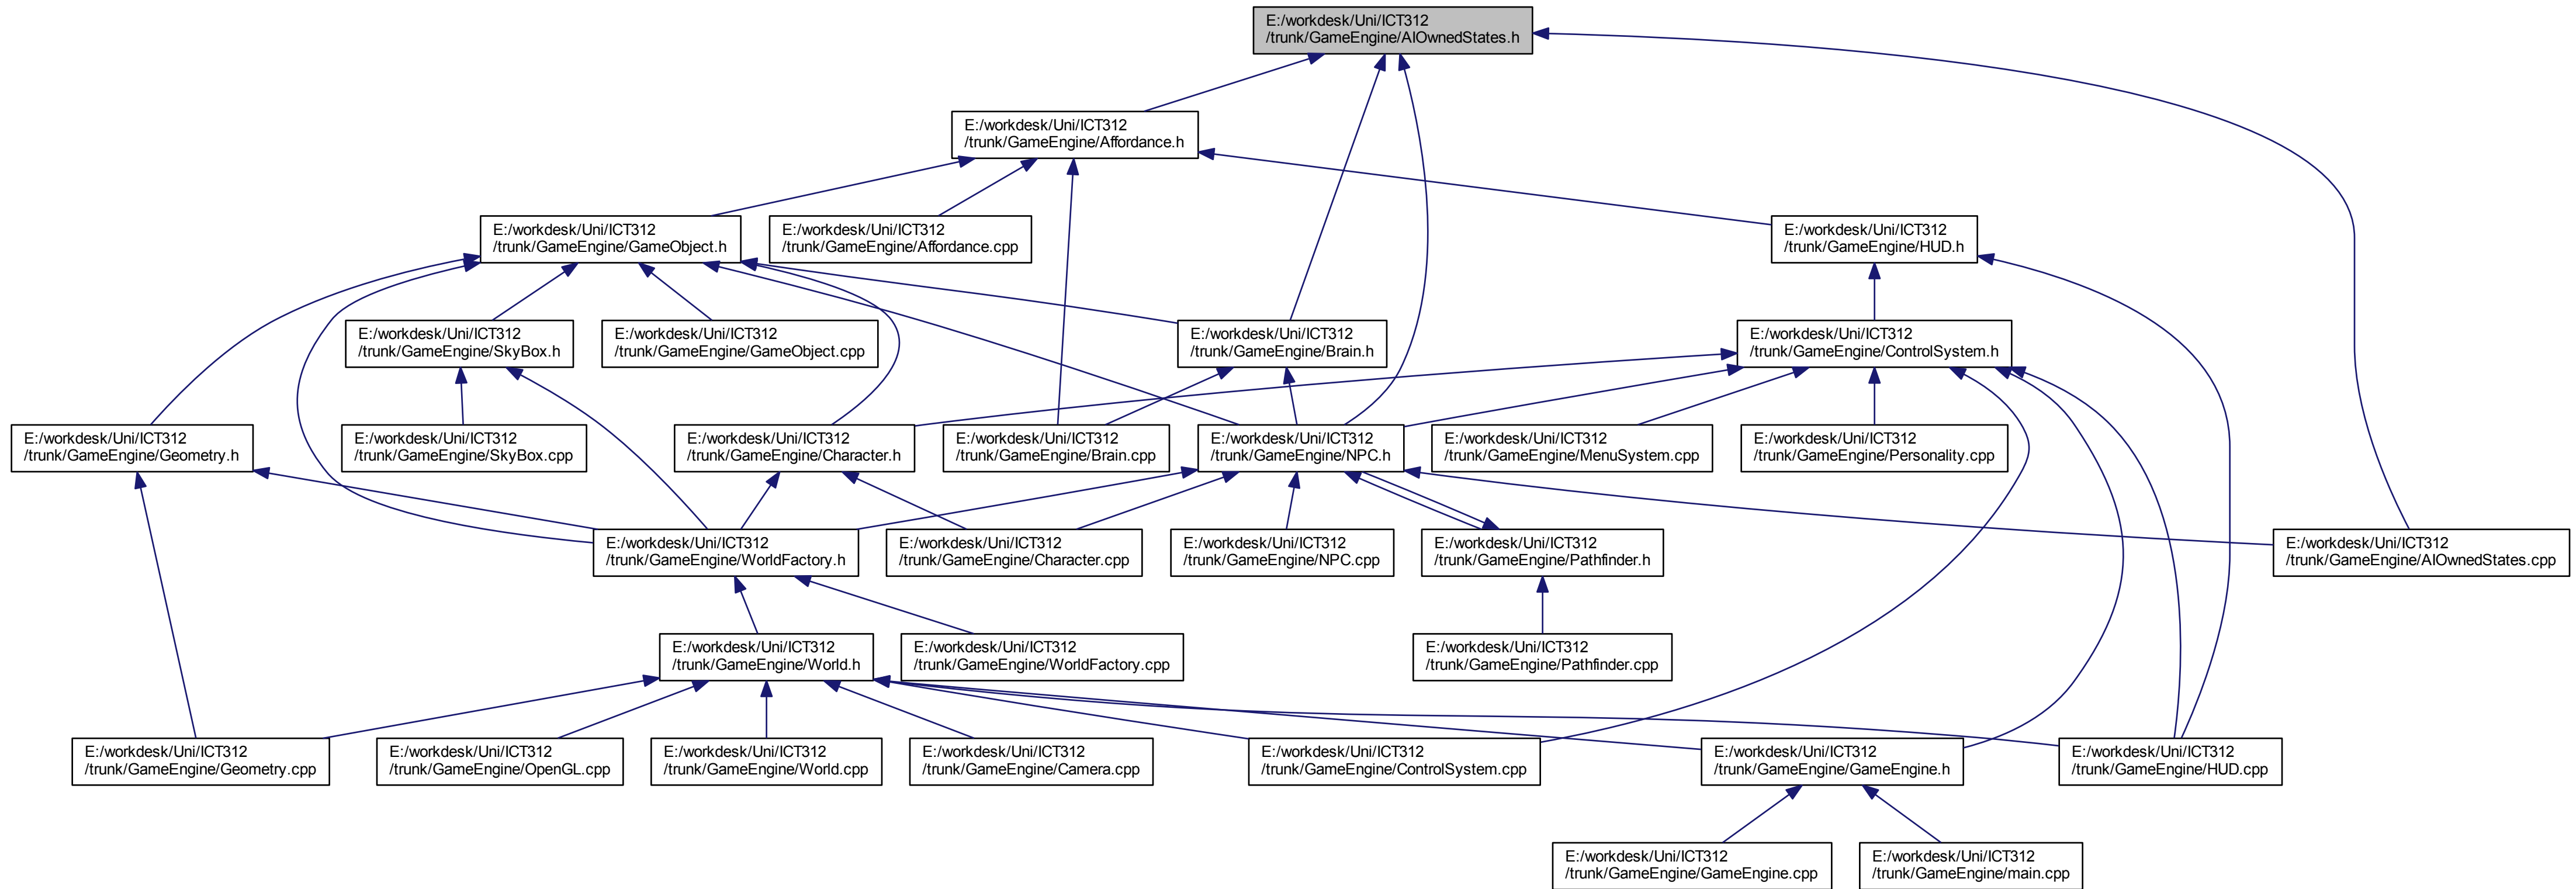 E:/workdesk/Uni/ICT312
/trunk/GameEngine/AIOwnedStates.h
E:/workdesk/Uni/ICT312
/trunk/GameEngine/Affordance.h
E:/workdesk/Uni/ICT312
/trunk/GameEngine/GameObject.h
E:/workdesk/Uni/ICT312
/trunk/GameEngine/Affordance.cpp
E:/workdesk/Uni/ICT312
/trunk/GameEngine/HUD.h
E:/workdesk/Uni/ICT312
/trunk/GameEngine/SkyBox.h
E:/workdesk/Uni/ICT312
/trunk/GameEngine/GameObject.cpp
E:/workdesk/Uni/ICT312
/trunk/GameEngine/Brain.h
E:/workdesk/Uni/ICT312
/trunk/GameEngine/ControlSystem.h
E:/workdesk/Uni/ICT312
/trunk/GameEngine/Geometry.h
E:/workdesk/Uni/ICT312
/trunk/GameEngine/SkyBox.cpp
E:/workdesk/Uni/ICT312
/trunk/GameEngine/Character.h
E:/workdesk/Uni/ICT312
/trunk/GameEngine/Brain.cpp
E:/workdesk/Uni/ICT312
/trunk/GameEngine/NPC.h
E:/workdesk/Uni/ICT312
/trunk/GameEngine/MenuSystem.cpp
E:/workdesk/Uni/ICT312
/trunk/GameEngine/Personality.cpp
E:/workdesk/Uni/ICT312
/trunk/GameEngine/WorldFactory.h
E:/workdesk/Uni/ICT312
/trunk/GameEngine/Character.cpp
E:/workdesk/Uni/ICT312
/trunk/GameEngine/NPC.cpp
E:/workdesk/Uni/ICT312
/trunk/GameEngine/Pathfinder.h
E:/workdesk/Uni/ICT312
/trunk/GameEngine/AIOwnedStates.cpp
E:/workdesk/Uni/ICT312
/trunk/GameEngine/World.h
E:/workdesk/Uni/ICT312
/trunk/GameEngine/WorldFactory.cpp
E:/workdesk/Uni/ICT312
/trunk/GameEngine/Pathfinder.cpp
E:/workdesk/Uni/ICT312
/trunk/GameEngine/Geometry.cpp
E:/workdesk/Uni/ICT312
/trunk/GameEngine/OpenGL.cpp
E:/workdesk/Uni/ICT312
/trunk/GameEngine/World.cpp
E:/workdesk/Uni/ICT312
/trunk/GameEngine/Camera.cpp
E:/workdesk/Uni/ICT312
/trunk/GameEngine/ControlSystem.cpp
E:/workdesk/Uni/ICT312
/trunk/GameEngine/GameEngine.h
E:/workdesk/Uni/ICT312
/trunk/GameEngine/HUD.cpp
E:/workdesk/Uni/ICT312
/trunk/GameEngine/GameEngine.cpp
E:/workdesk/Uni/ICT312
/trunk/GameEngine/main.cpp